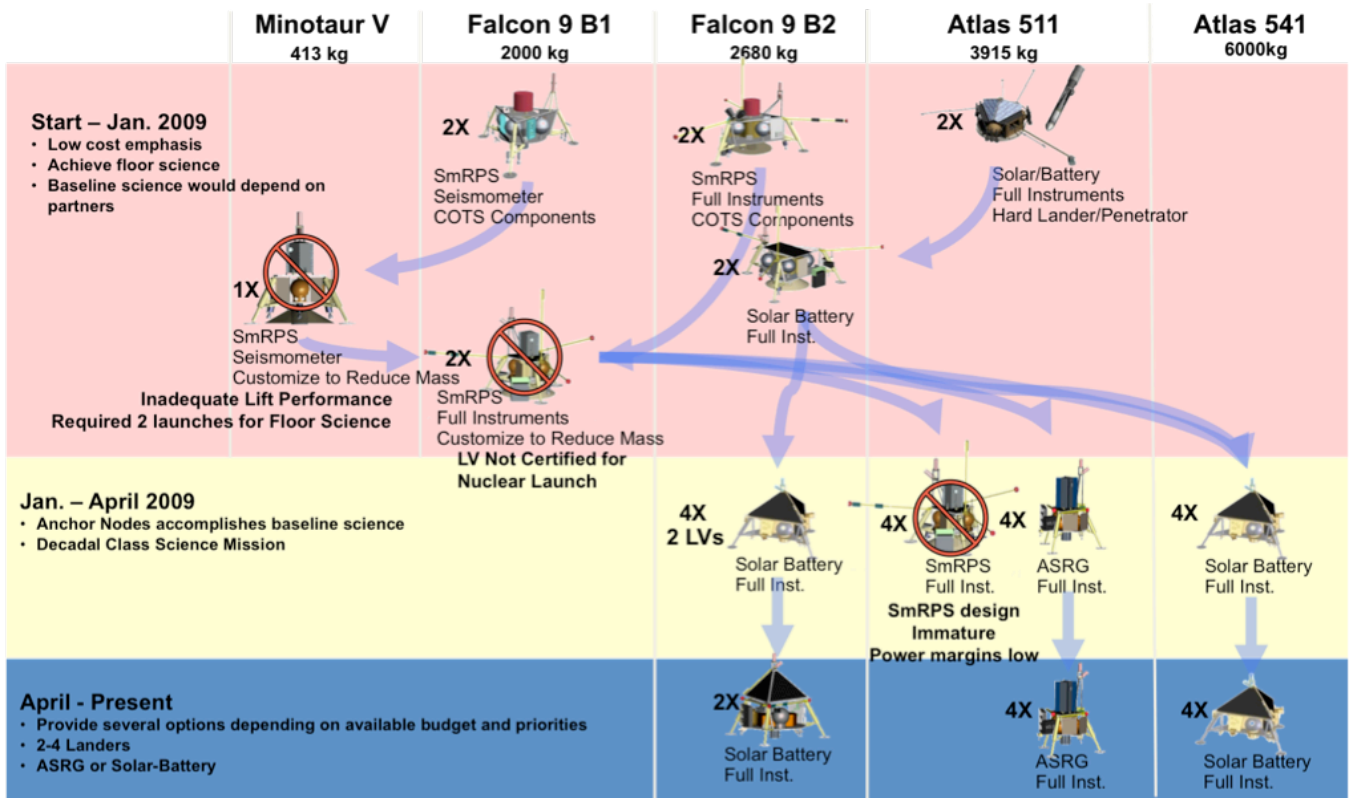 Minotaur V
413 kg
Falcon 9 B1
2000 kg
Falcon 9 B2
2680 kg
Atlas 511
3915 kg
Atlas 541
6000kg
Start – Jan. 2009
• Low cost emphasis
• Achieve floor science
• Baseline science would depend on
partners
2X
SmRPS
Seismometer
COTS Components
2X
SmRPS
Full Instruments
COTS Components
2X
Solar/Battery
Full Instruments
Hard Lander/Penetrator
1X
SmRPS
Seismometer
Customize to Reduce Mass
Inadequate Lift Performance
Required 2 launches for Floor Science
2X
SmRPS
Full Instruments
Customize to Reduce Mass
LV Not Certified for
Nuclear Launch
2X
Solar Battery
Full Inst.
Jan. – April 2009
• Anchor Nodes accomplishes baseline science
• Decadal Class Science Mission
4X
2 LVs
Solar Battery
Full Inst.
4X
SmRPS
Full Inst.
SmRPS design
Immature
Power margins low
4X
ASRG
Full Inst.
4X
Solar Battery
Full Inst.
April - Present
• Provide several options depending on available budget and priorities
• 2-4 Landers
• ASRG or Solar-Battery
2X
Solar Battery
Full Inst.
4X
ASRG
Full Inst.
4X
Solar Battery
Full Inst.